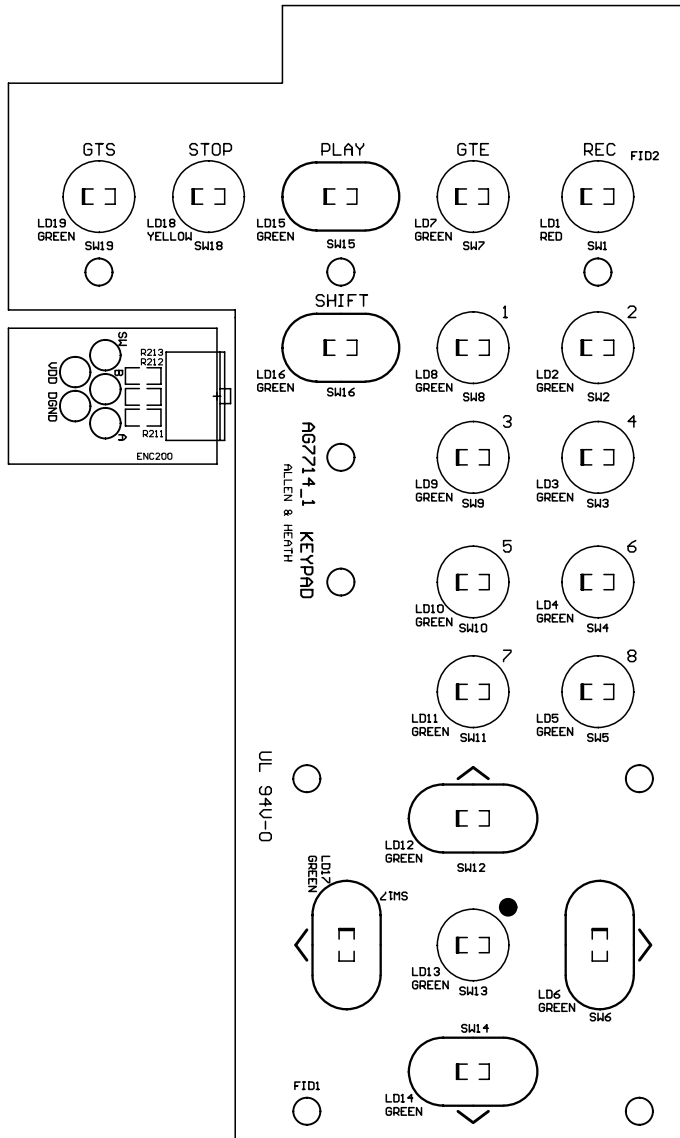 GTS
STOP
PLAY
GTE
REC
FID2
LD19
GREEN
SW19
LD18
YELLOW
SW18
LD15
GREEN
SW15
LD7
GREEN
SW7
LD1
RED
SW1
SHIFT
1
2
LD16
GREEN
SW16
LD8
GREEN
SW8
LD2
GREEN
SW2
SW
R213
R212
B
VDD
DGND
A
R211
ENC200
3
4
AG7714_1 KEYPAD
ALLEN & HEATH
LD9
GREEN
SW9
LD3
GREEN
SW3
5
6
LD10
GREEN
SW10
LD4
GREEN
SW4
7
8
LD11
GREEN
SW11
LD5
GREEN
SW5
UL 94V-0
LD12
GREEN
SW12
LD17
GREEN
SW17
LD13
GREEN
SW13
LD6
GREEN
SW6
SW14
FID1
LD14
GREEN